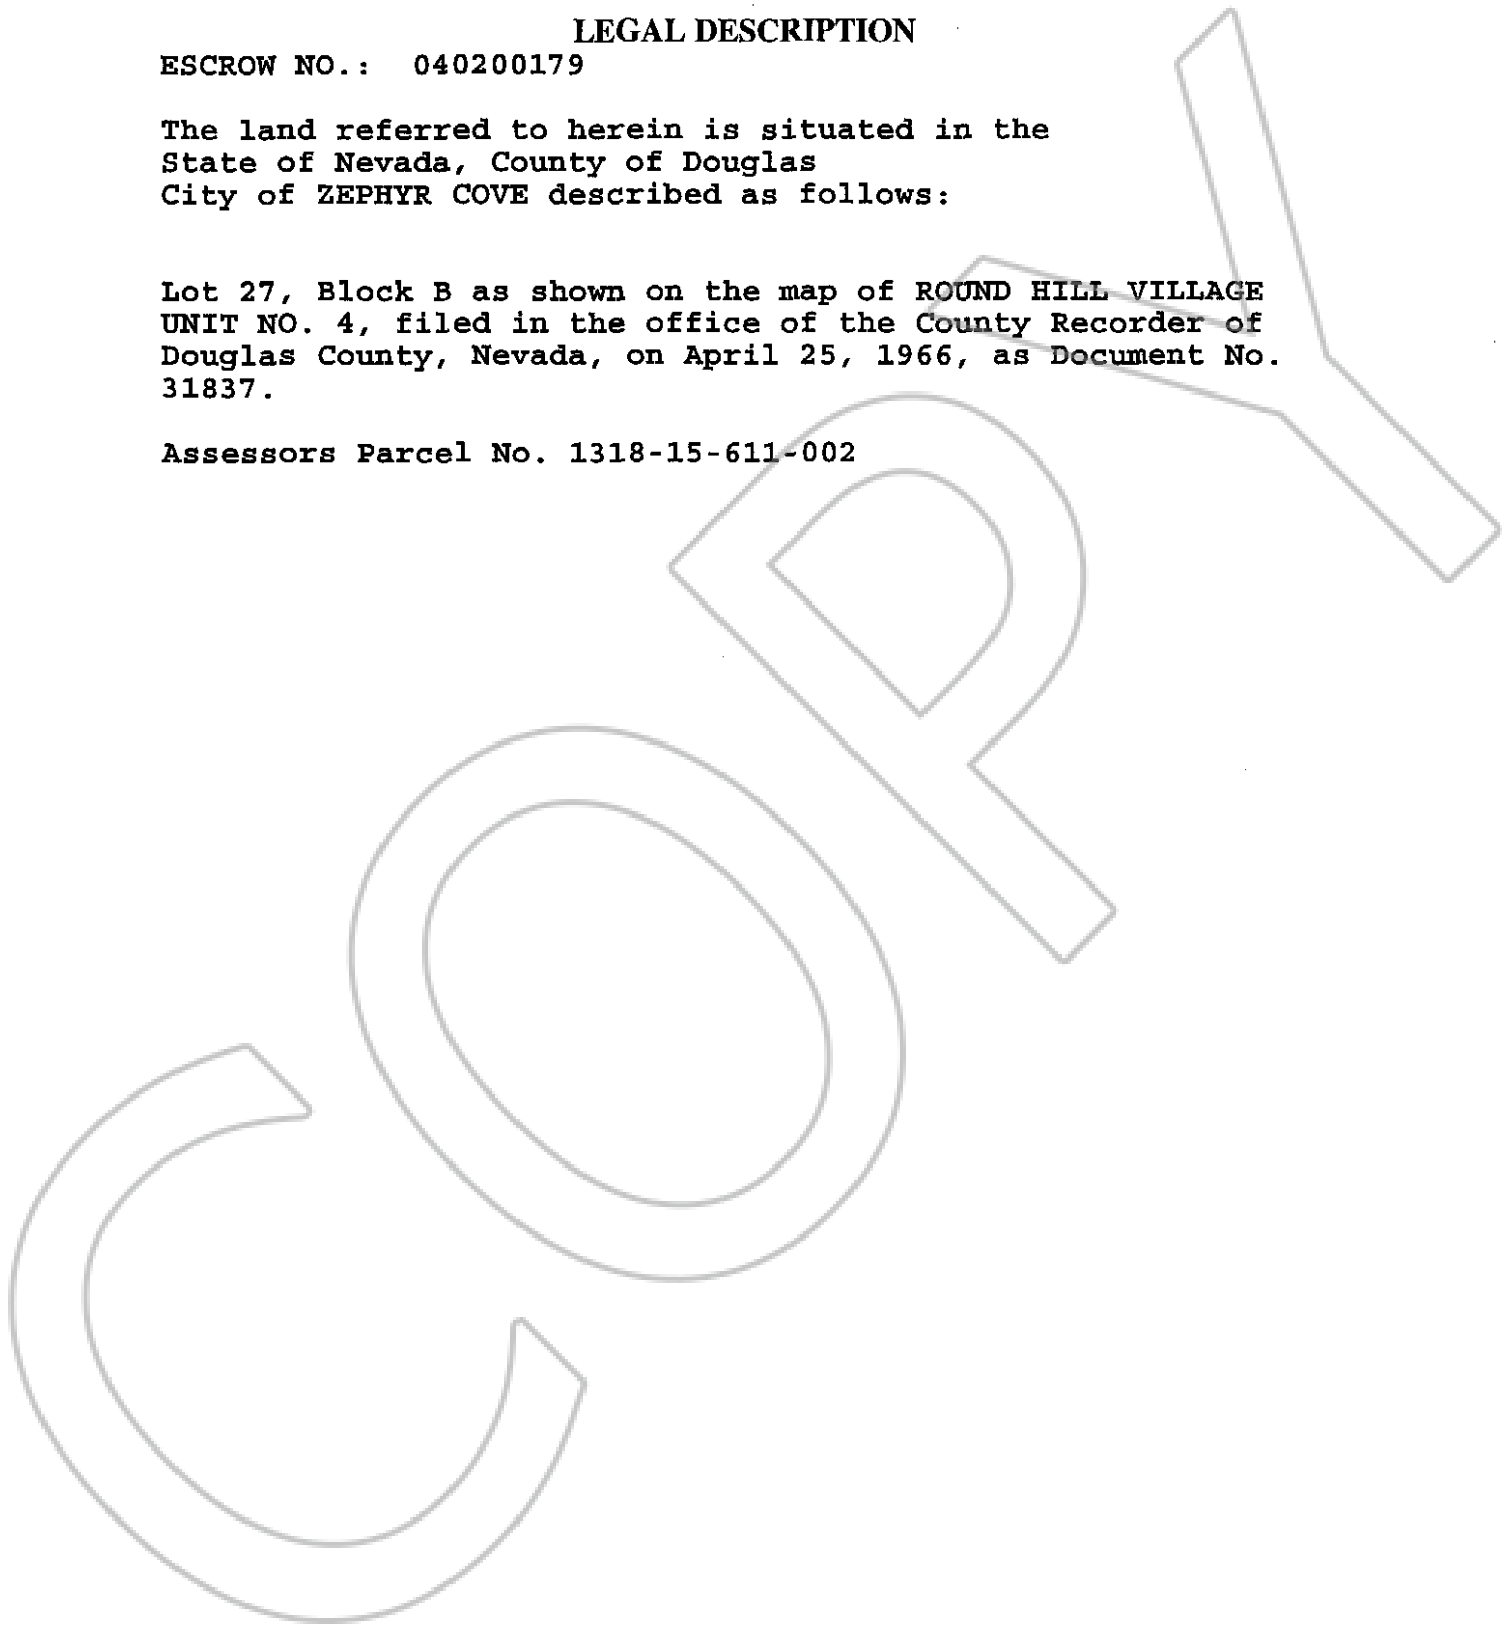 LEGAL DESCRIPTION
ESCROW NO.: 040200179
The land referred to herein is situated in the
State of Nevada, County of Douglas
City of ZEPHYR COVE described as follows:
Lot 27, Block B as shown on the map of ROUND HILL VILLAGE
UNIT NO. 4, filed in the office of the County Recorder of
Douglas County, Nevada, on April 25, 1966, as Document No.
31837.
Assessors Parcel No. 1318-15-611-002
COPY